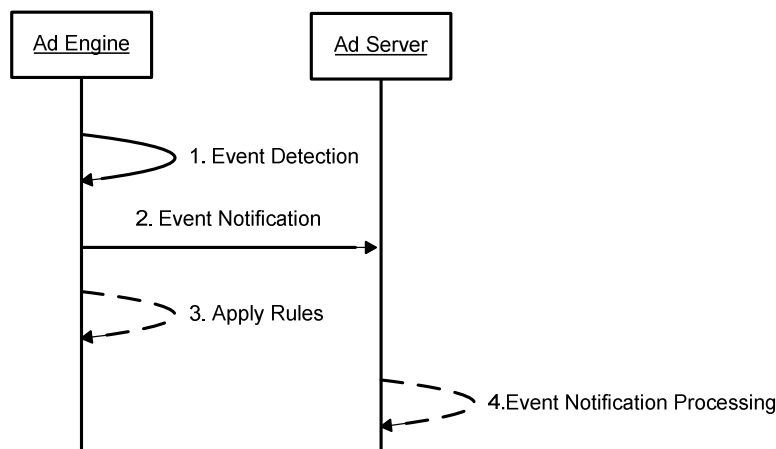 Ad Engine
Ad Server
1. Event Detection
2. Event Notification
3. Apply Rules
4.Event Notification Processing